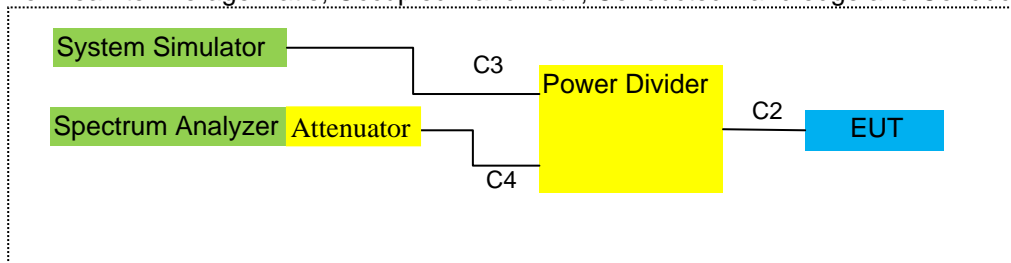 System Simulator
C3
Power Divider
Spectrum Analyzer Attenuator
C2
EUT
C4